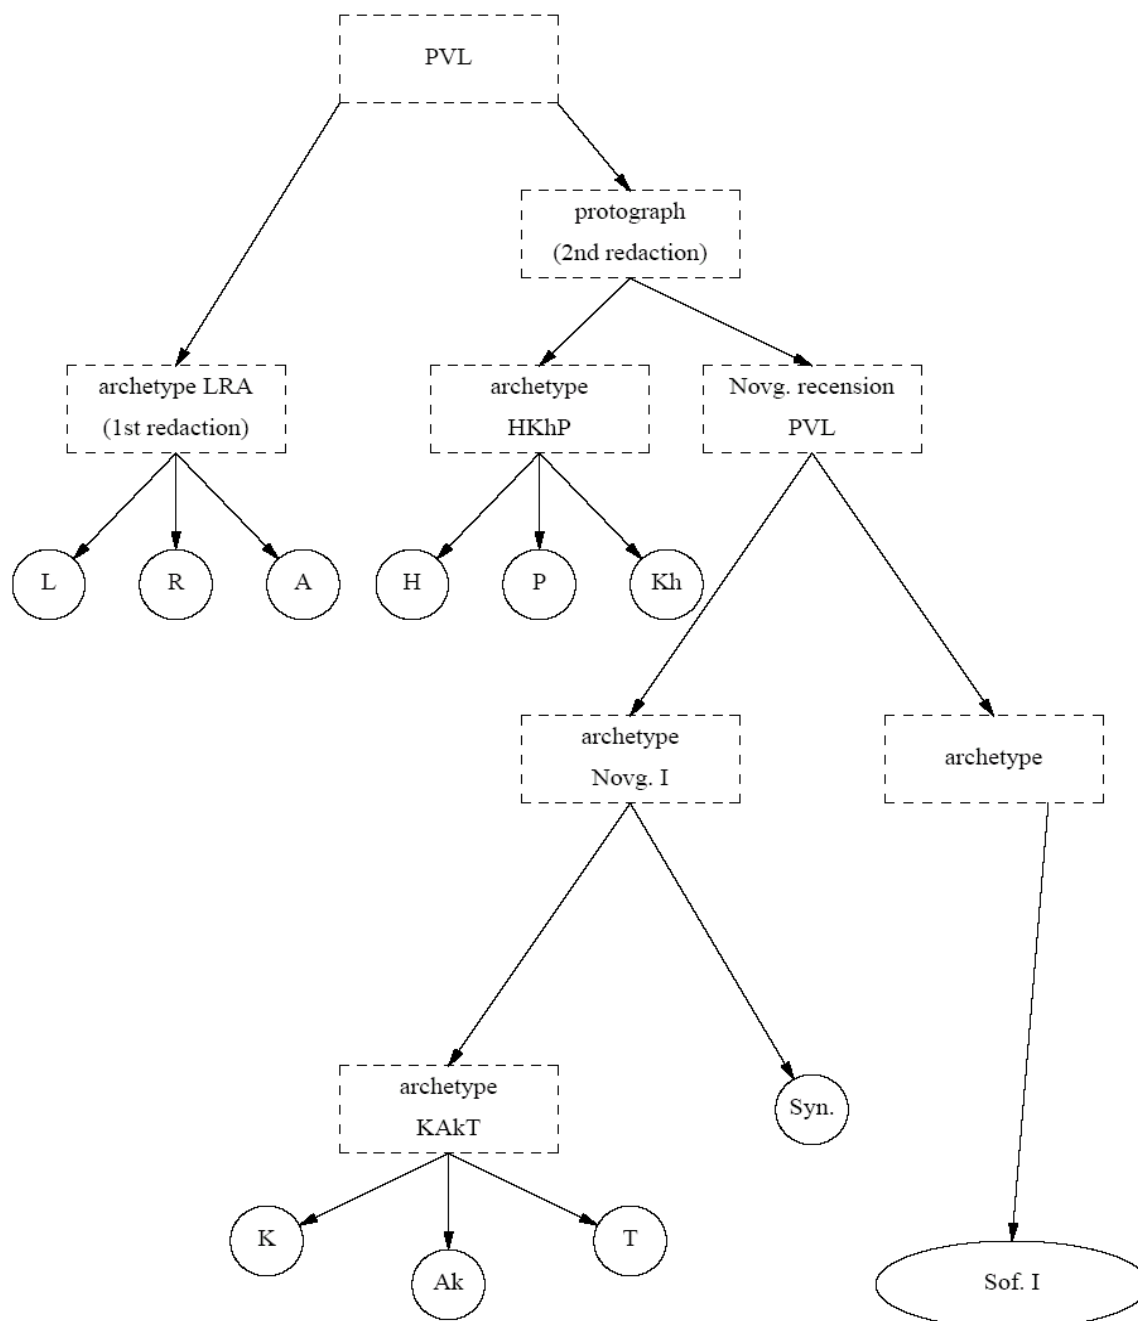 PVL
protograph
(2nd redaction)
archetype LRA
(1st redaction)
archetype
HKhP
Novg. recension
PVL
L
R
A
H
P
Kh
archetype
Novg. I
archetype
archetype
KAkT
Syn.
K
Ak
T
Sof. I